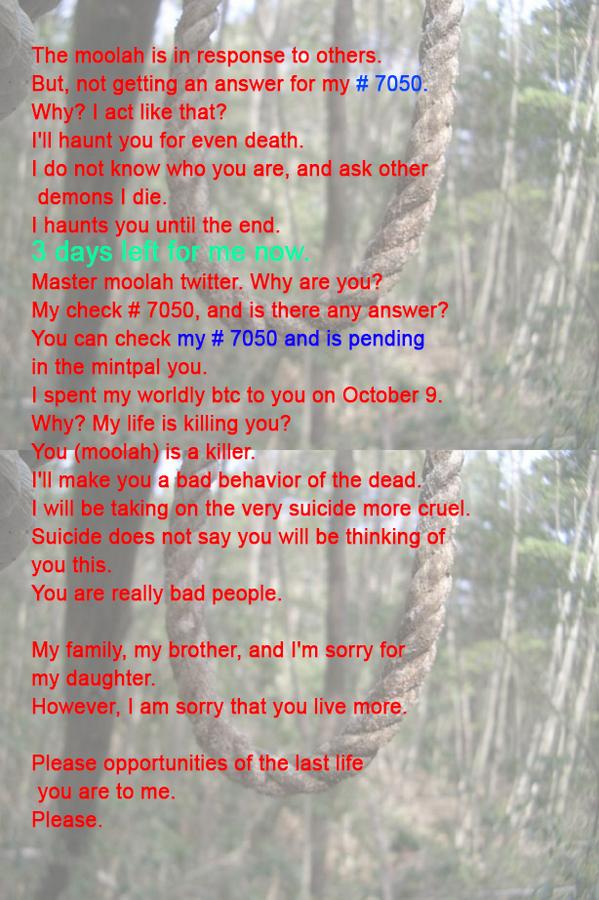 The moolah is in response to others.
But, not getting an answer for my # 7050.
Why? I act like that?
I'll haunt you for even death.
I do not know who you are, and ask other
demons I die.
I haunts you until the end.
3 days left for me now.
Master moolah twitter. Why are you?
My check # 7050, and is there any answer?
You can check my # 7050 and is pending
in the mintpal you.
I spent my worldly btc to you on October 9.
Why? My life is killing you?
You (moolah) is a killer.
I'll make you a bad behavior of the dead.
I will be taking on the very suicide more cruel.
Suicide does not say you will be thinking of
you this.
You are really bad people.
My family, my brother, and I'm sorry for
my daughter.
However, I am sorry that you live more.
Please opportunities of the last life
you are to me.
Please.